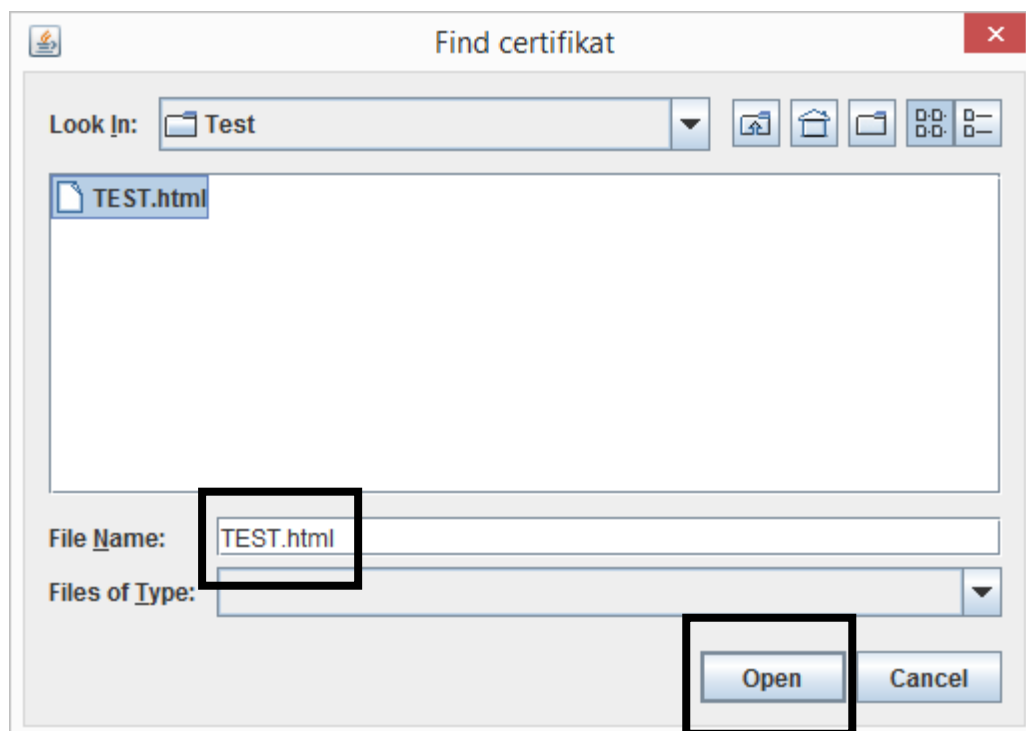 Find certifikat
Look In: Test
TEST.html
File Name: TEST.html
Files of Type:
Open Cancel